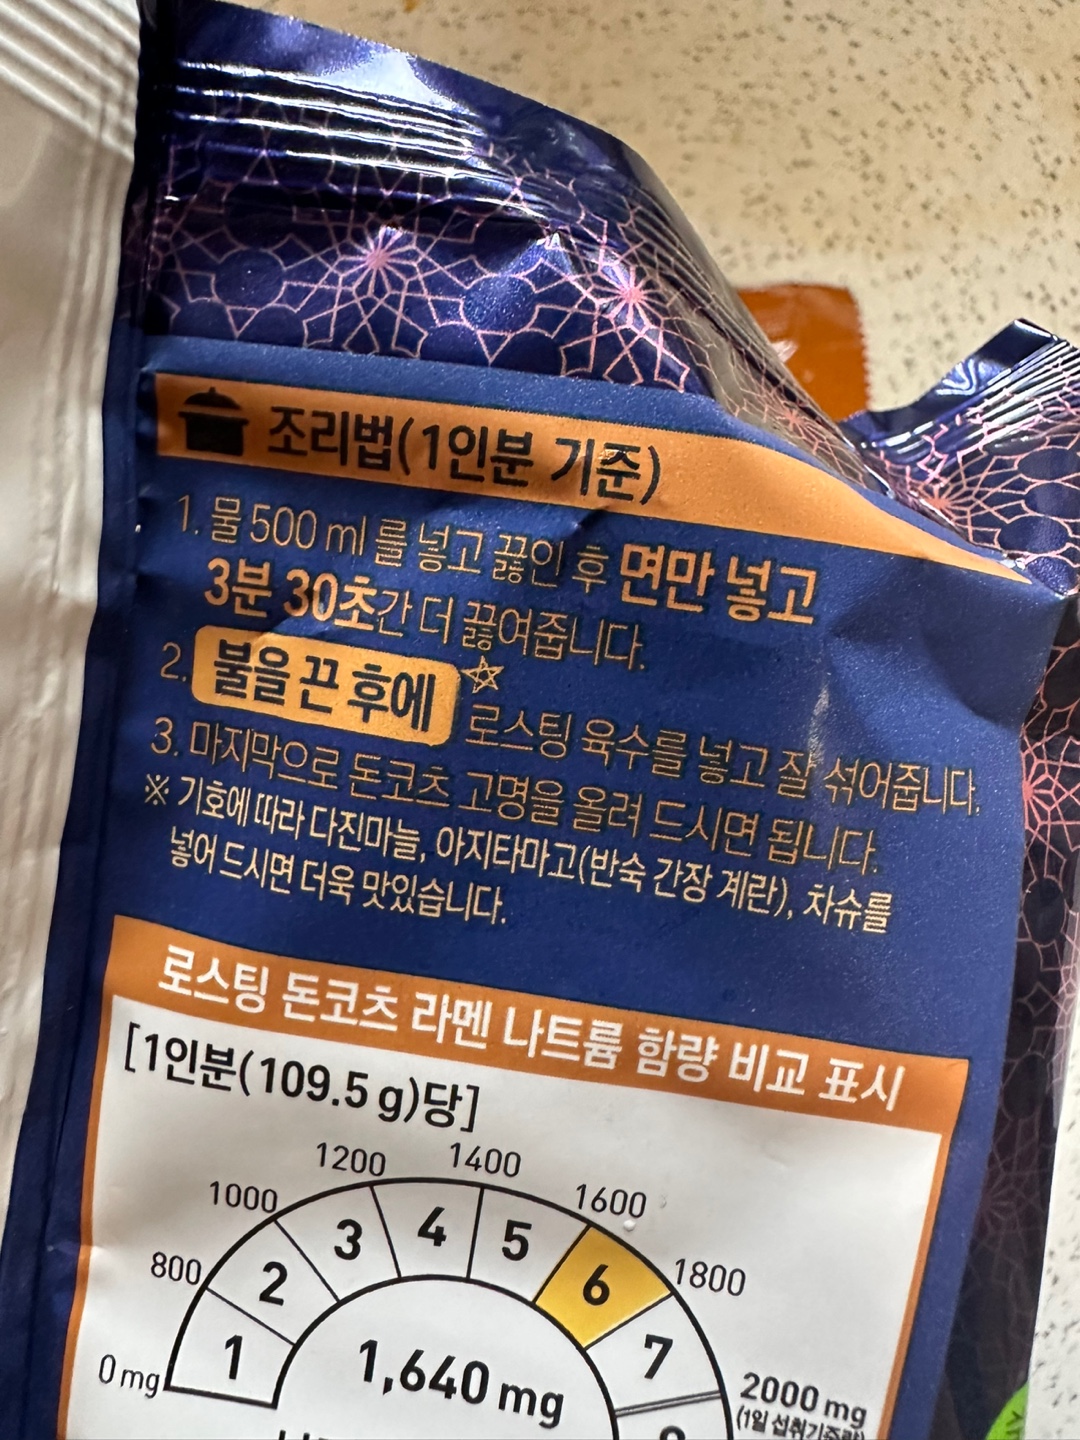 조리법(1인분 기준)
1. 물 500 ml 를 넣고 끓인 후 면만 넣고
3분 30초간 더 끓여줍니다.
2. 불을 끈 후에 로스팅 육수를 넣고 잘 섞어줍니다.
3. 마지막으로 돈코츠 고명을 올려 드시면 됩니다.
※ 기호에 따라 다진마늘, 아지타마고(반숙 간장 계란), 차슈를
넣어 드시면 더욱 맛있습니다.
로스팅 돈코츠 라멘 나트륨 함량 비교 표시
[1인분(109.5 g)당]
1200 1400
1000 1600
3 4 5
800 2 6 1800
1 7
0 mg 1,640 mg 2000 mg
(1일 섭취기준량)